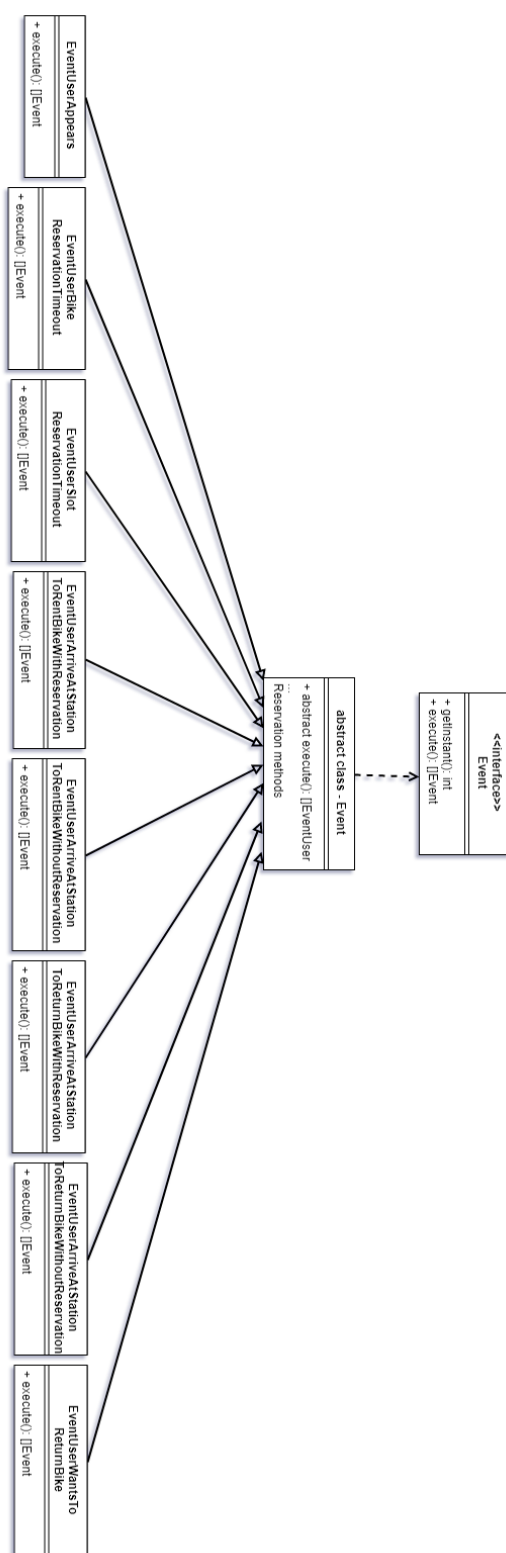 <<interface>>
Event
+ getInstant(): int
+ execute(): []Event
abstract class - Event
+ abstract execute(): []EventUser
...
Reservation methods
EventUserAppears
+ execute(): []Event
EventUserBike
ReservationTimeout
+ execute(): []Event
EventUserSlot
ReservationTimeout
+ execute(): []Event
EventUserArriveAtStation
ToRentBikeWithReservation
+ execute(): []Event
EventUserArriveAtStation
ToRentBikeWithoutReservation
+ execute(): []Event
EventUserArriveAtStation
ToReturnBikeWithReservation
+ execute(): []Event
EventUserArriveAtStation
ToReturnBikeWithoutReservation
+ execute(): []Event
EventUserWantsTo
ReturnBike
+ execute(): []Event